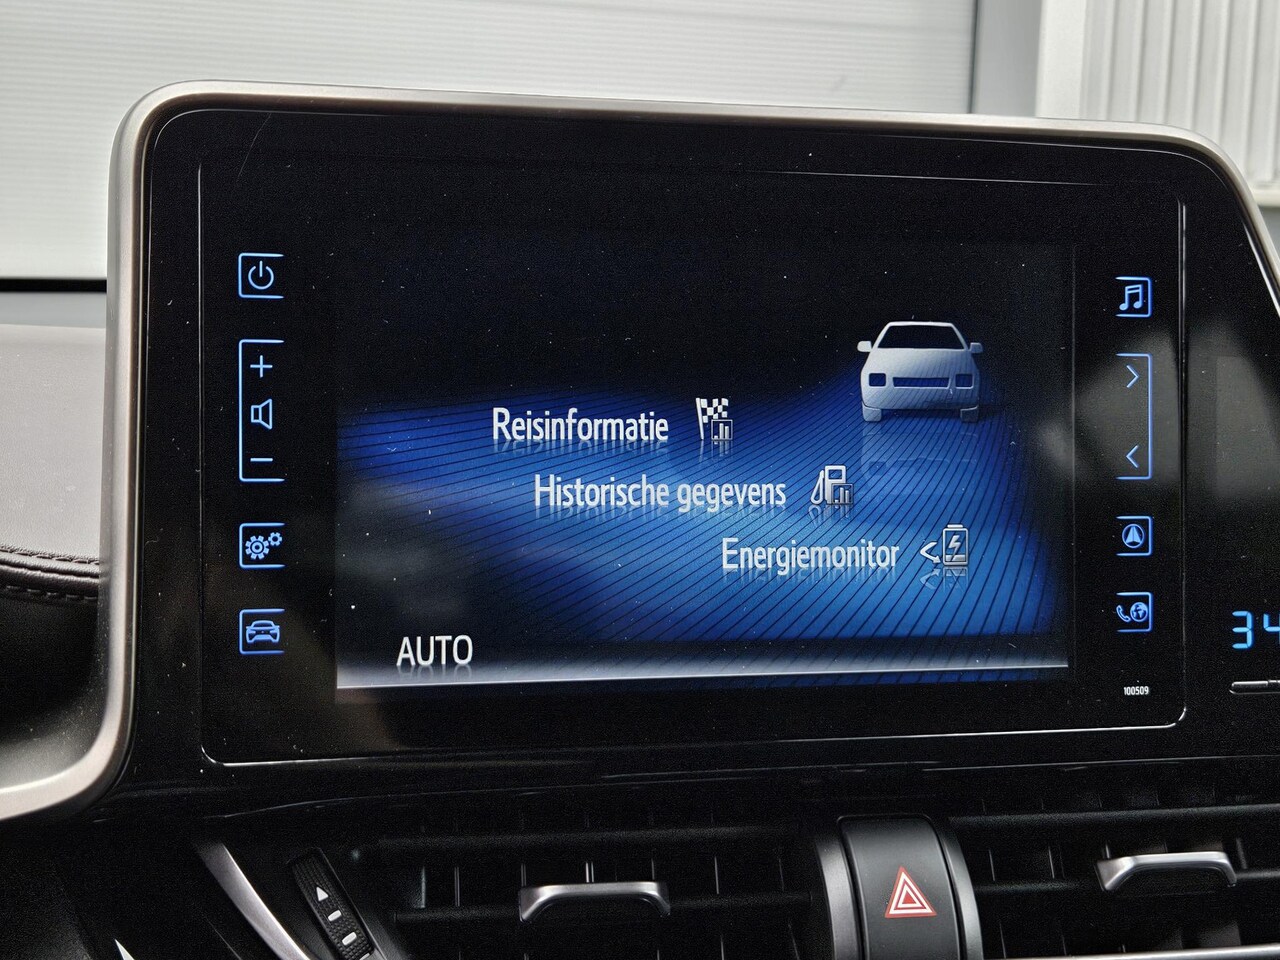 Reisinformatie
Historische gegevens
Energiemonitor
AUTO
100509
34